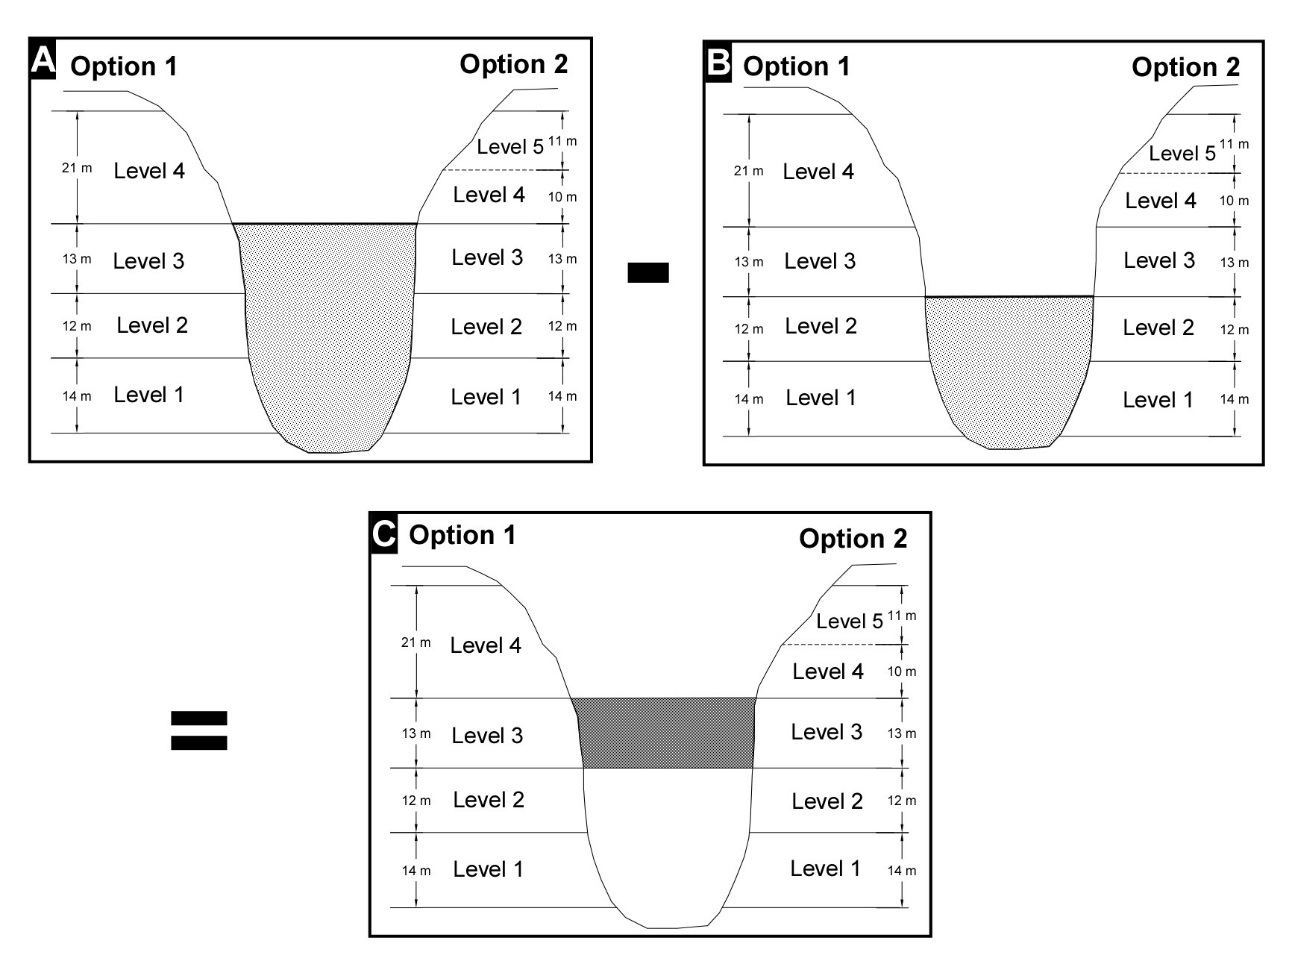 A Option 1 Option 2
Level 5 11 m
21 m Level 4
Level 4 10 m
13 m Level 3 Level 3 13 m
12 m Level 2 Level 2 12 m
14 m Level 1 Level 1 14 m
-
B Option 1 Option 2
Level 5 11 m
21 m Level 4
Level 4 10 m
13 m Level 3 Level 3 13 m
12 m Level 2 Level 2 12 m
14 m Level 1 Level 1 14 m
=
C Option 1 Option 2
Level 5 11 m
21 m Level 4
Level 4 10 m
13 m Level 3 Level 3 13 m
12 m Level 2 Level 2 12 m
14 m Level 1 Level 1 14 m